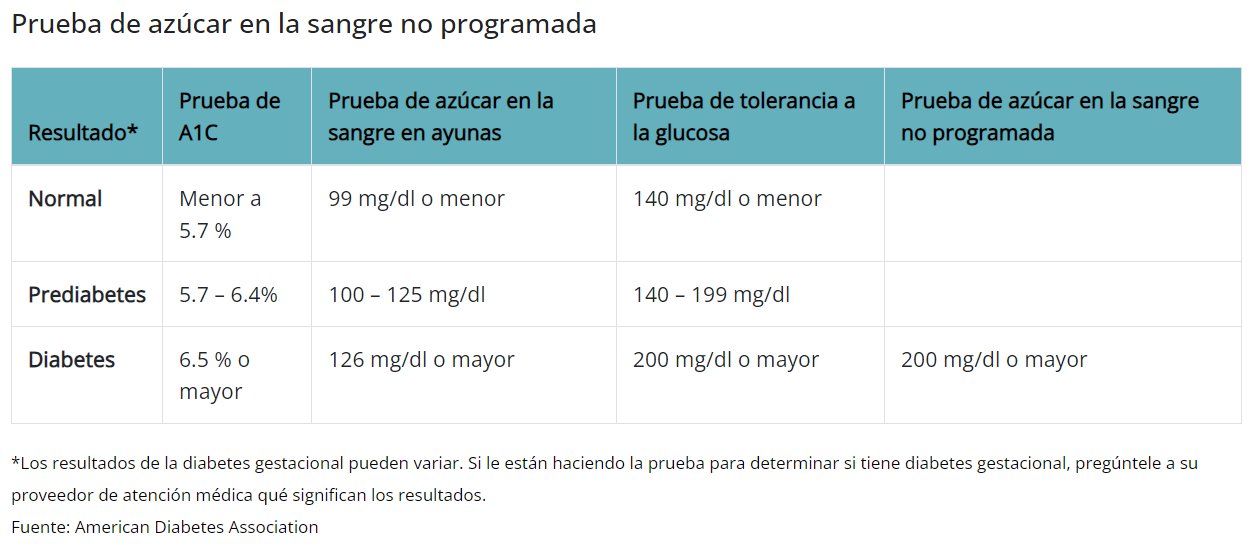 Prueba de azúcar en la sangre no programada
Resultado*
Prueba de
A1C
Prueba de azúcar en la
sangre en ayunas
Prueba de tolerancia a
la glucosa
Prueba de azúcar en la sangre
no programada
Normal
Menor a
5.7 %
99 mg/dl o menor
140 mg/dl o menor
Prediabetes
5.7 – 6.4%
100 – 125 mg/dl
140 – 199 mg/dl
Diabetes
6.5 % o
mayor
126 mg/dl o mayor
200 mg/dl o mayor
200 mg/dl o mayor
*Los resultados de la diabetes gestacional pueden variar. Si le están haciendo la prueba para determinar si tiene diabetes gestacional, pregúntele a su
proveedor de atención médica qué significan los resultados.
Fuente: American Diabetes Association